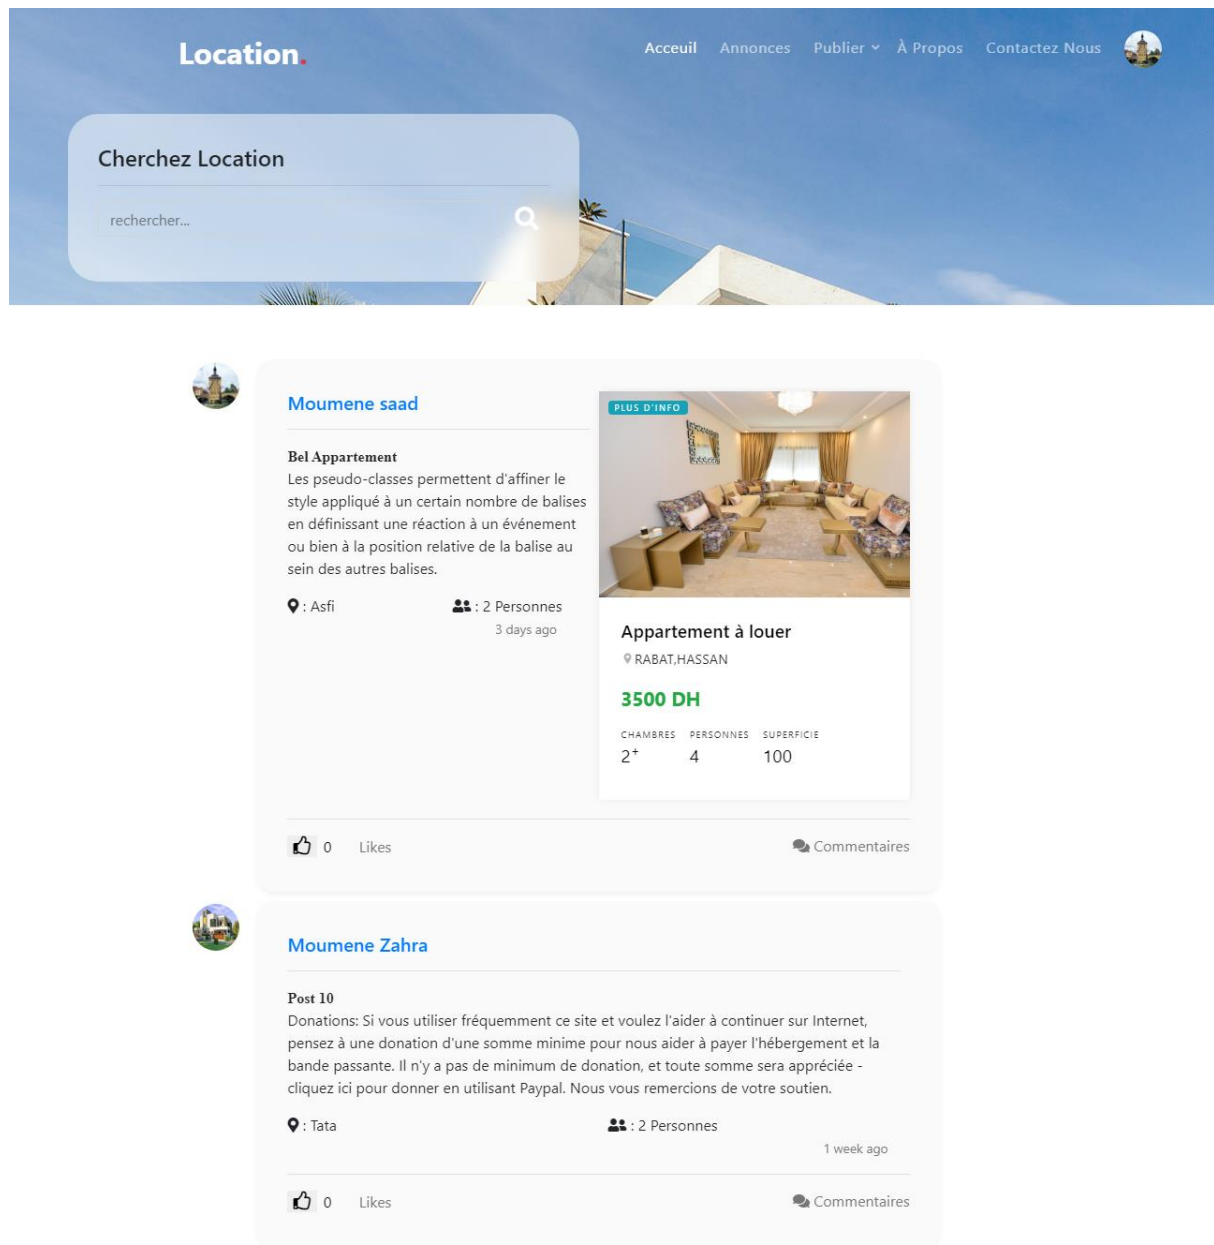 Location.
Acceuil Annonces Publier À Propos Contactez Nous
Cherchez Location
rechercher...
Moumene saad
Bel Appartement
Les pseudo-classes permettent d'affiner le
style appliqué à un certain nombre de balises
en définissant une réaction à un événement
ou bien à la position relative de la balise au
sein des autres balises.
: Asfi : 2 Personnes
3 days ago
PLUS D'INFO
Appartement à louer
RABAT,HASSAN
3500 DH
CHAMBRES PERSONNES SUPERFICIE
2+ 4 100
0 Likes Commentaires
Moumene Zahra
Post 10
Donations: Si vous utiliser fréquemment ce site et voulez l'aider à continuer sur Internet,
pensez à une donation d'une somme minime pour nous aider à payer l'hébergement et la
bande passante. Il n'y a pas de minimum de donation, et toute somme sera appréciée -
cliquez ici pour donner en utilisant Paypal. Nous vous remercions de votre soutien.
: Tata : 2 Personnes
1 week ago
0 Likes Commentaires